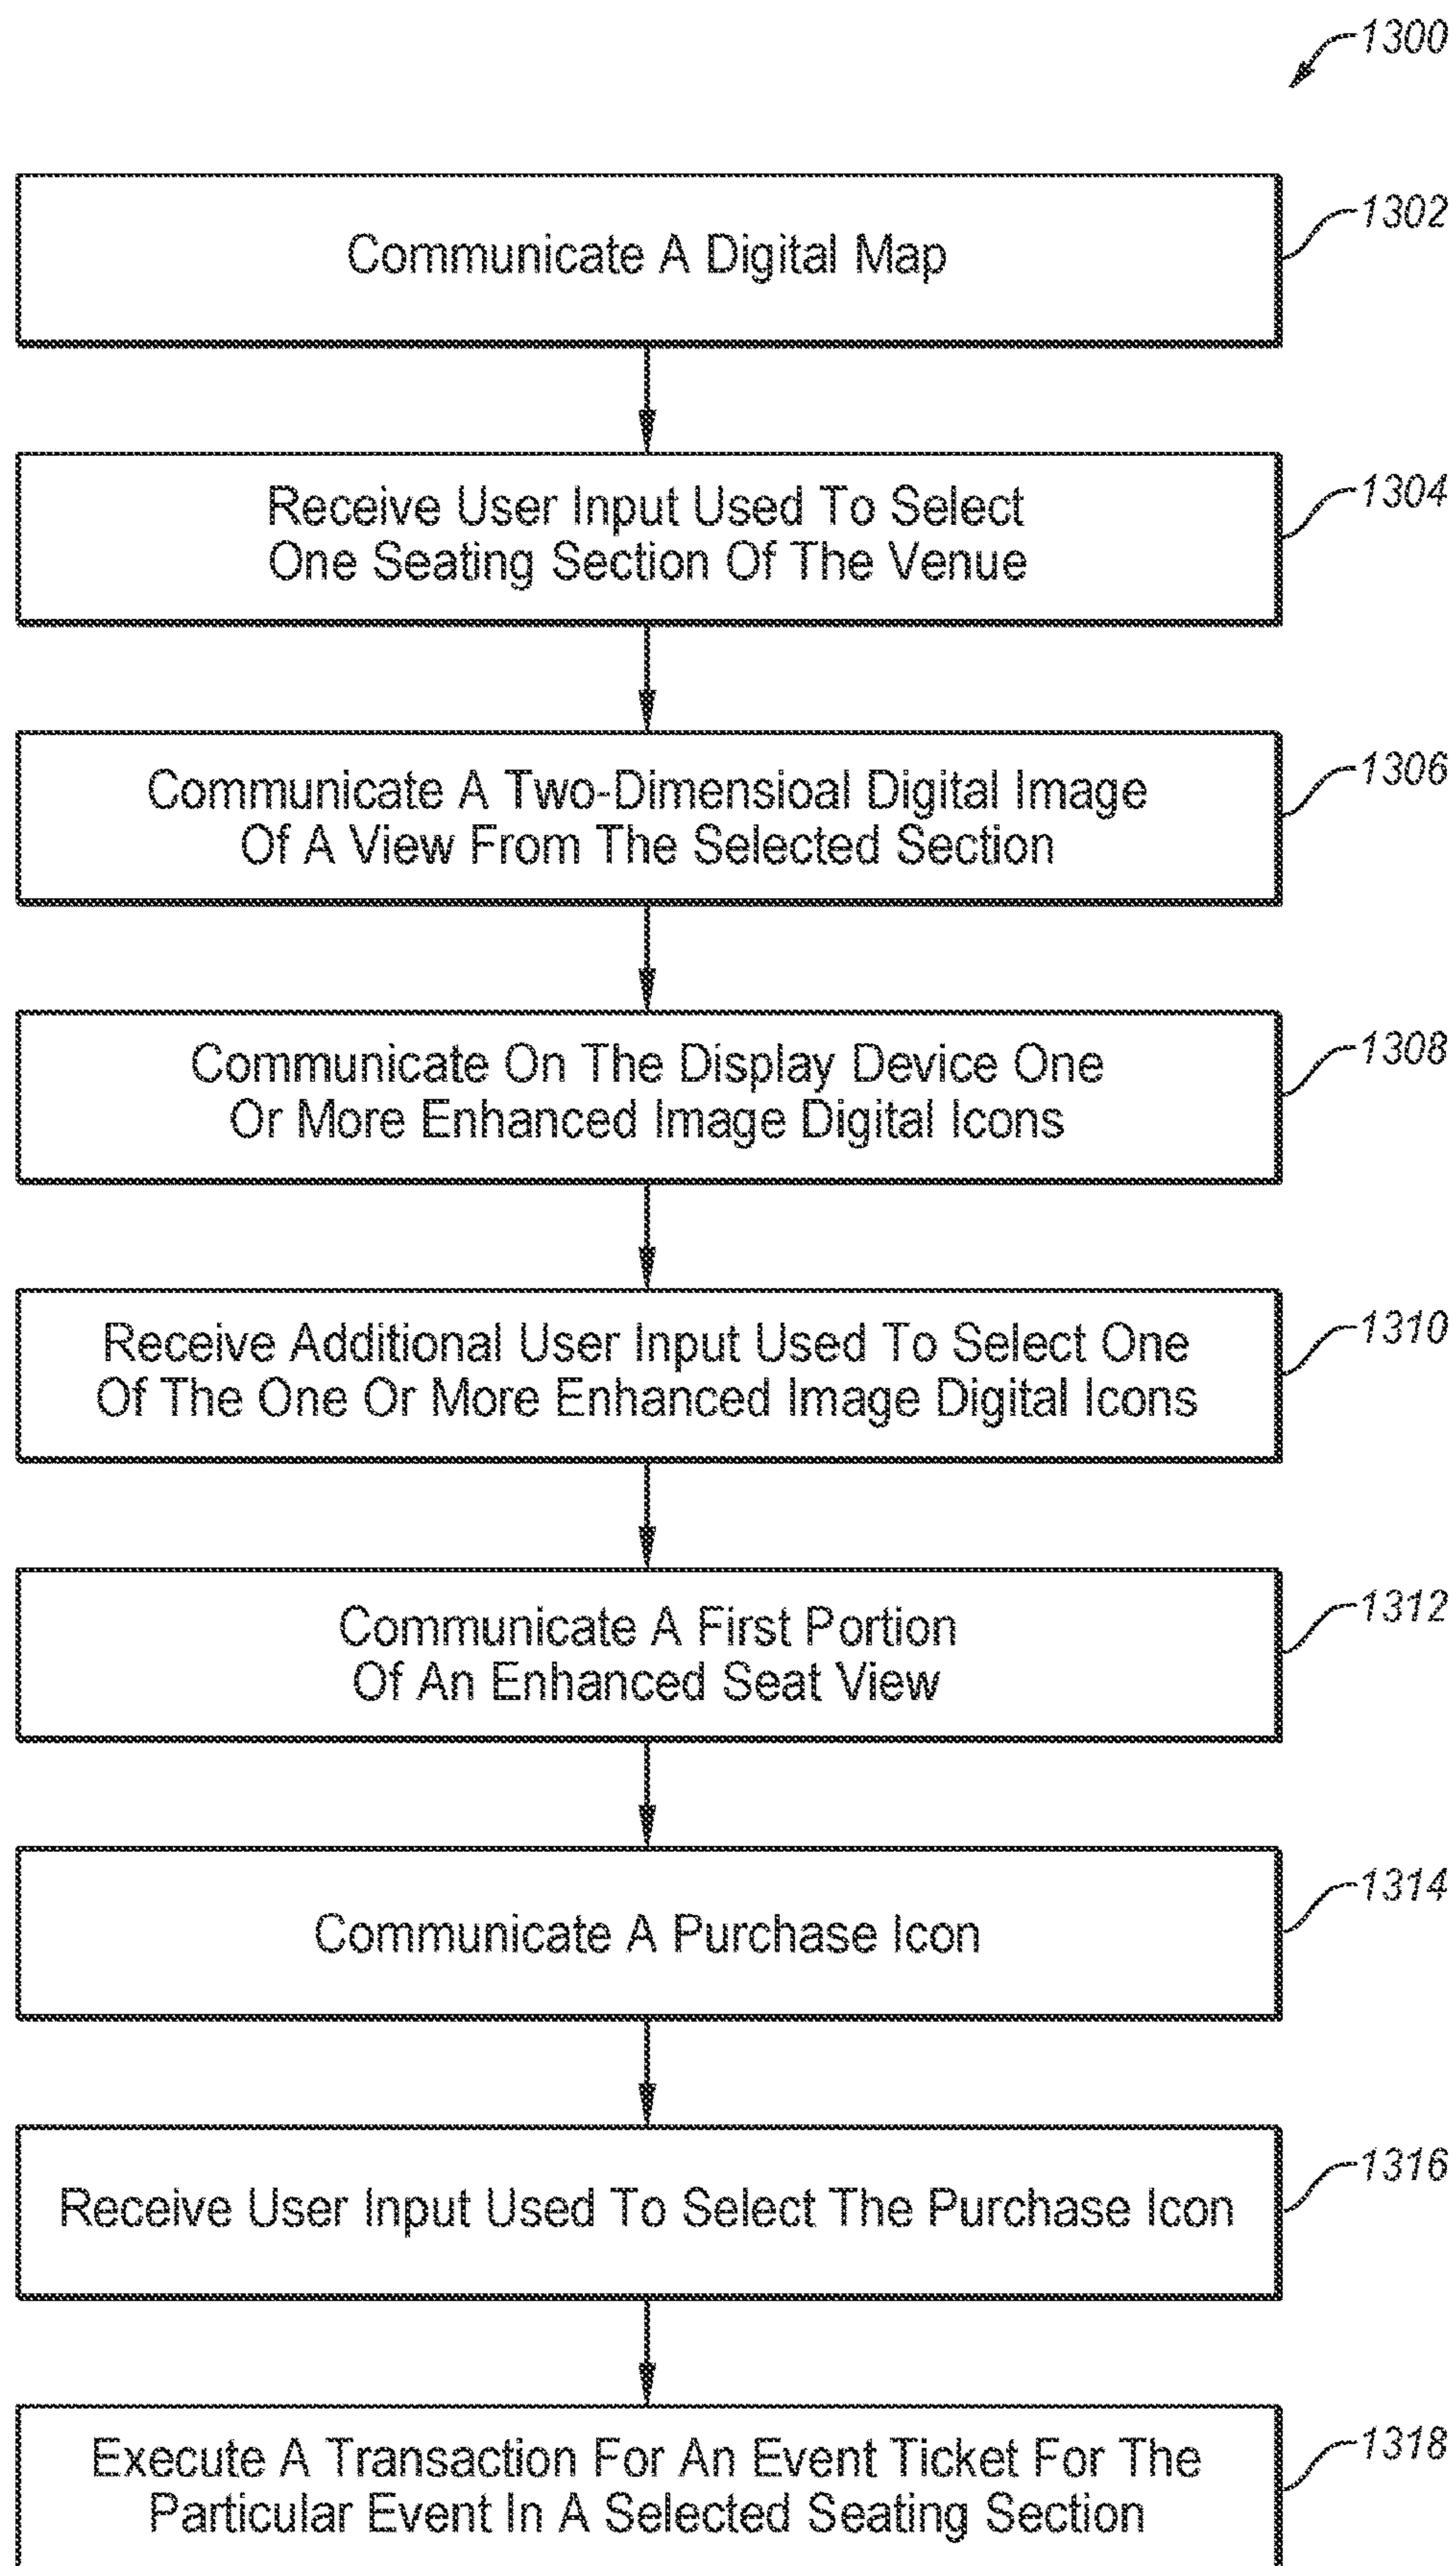 1300
Communicate A Digital Map
1302
Receive User Input Used To Select
One Seating Section Of The Venue
1304
Communicate A Two-Dimensioal Digital Image
Of A View From The Selected Section
1306
Communicate On The Display Device One
Or More Enhanced Image Digital Icons
1308
Receive Additional User Input Used To Select One
Of The One Or More Enhanced Image Digital Icons
1310
Communicate A First Portion
Of An Enhanced Seat View
1312
Communicate A Purchase Icon
1314
Receive User Input Used To Select The Purchase Icon
1316
Execute A Transaction For An Event Ticket For The
Particular Event In A Selected Seating Section
1318